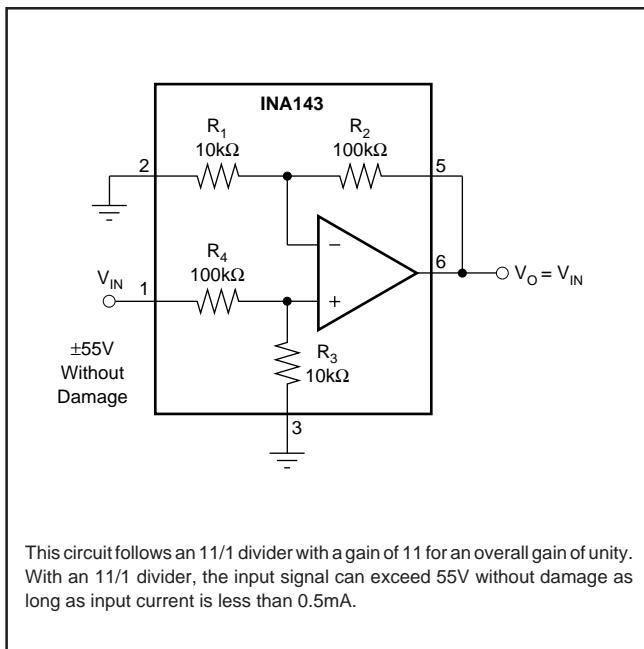 INA143
R1
10kΩ
R2
100kΩ
2
5
−
6
VO = VIN
+
VIN
1
R4
100kΩ
R3
10kΩ
±55V
Without
Damage
3
This circuit follows an 11/1 divider with a gain of 11 for an overall gain of unity.
With an 11/1 divider, the input signal can exceed 55V without damage as
long as input current is less than 0.5mA.